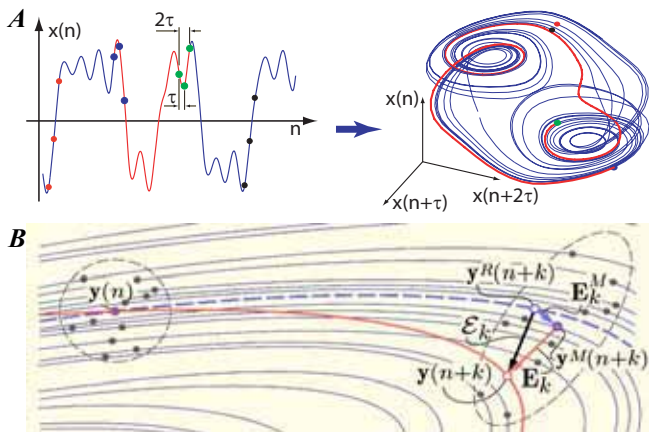 A
x(n)
2τ
τ
n
x(n)
x(n+τ)
x(n+2τ)
B
y(n)
y^R(n+k)
E_k^M
ℰ_k
y(n+k)
E_k
y^M(n+k)